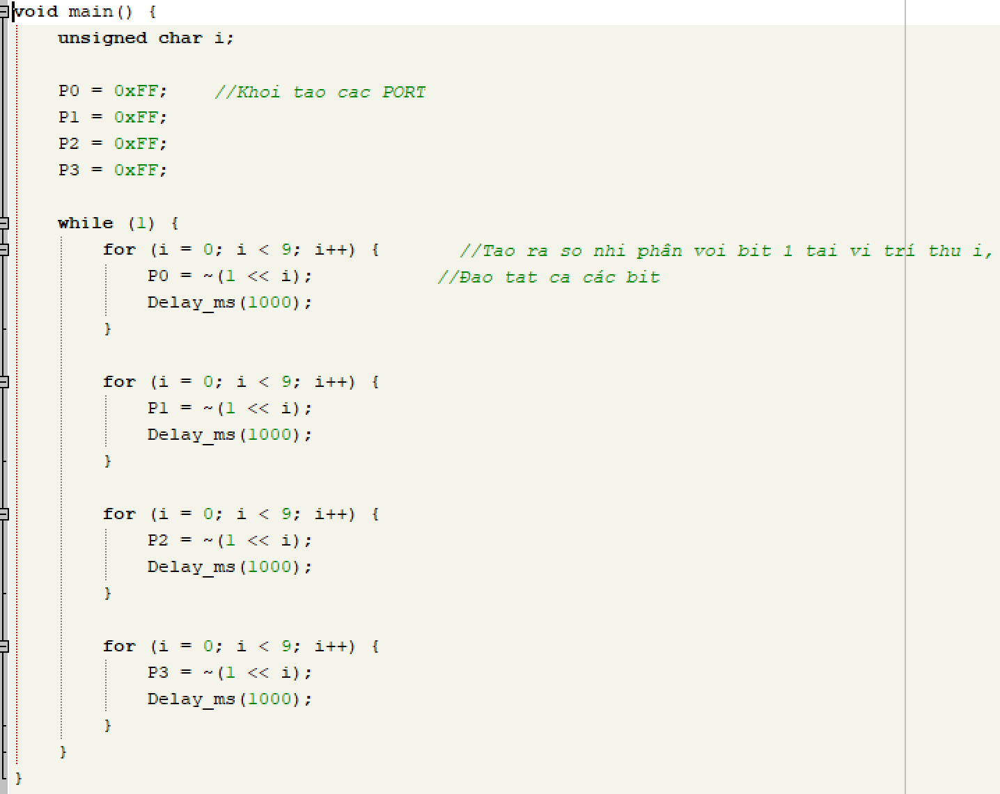 void main() {
unsigned char i;
P0 = 0xFF; //Khoi tao cac PORT
P1 = 0xFF;
P2 = 0xFF;
P3 = 0xFF;
while (1) {
for (i = 0; i < 9; i++) { //Tao ra so nhi phân voi bit 1 tai vi trí thu i,
P0 = ~(1 << i); //Đao tat ca các bit
Delay_ms(1000);
}
for (i = 0; i < 9; i++) {
P1 = ~(1 << i);
Delay_ms(1000);
}
for (i = 0; i < 9; i++) {
P2 = ~(1 << i);
Delay_ms(1000);
}
for (i = 0; i < 9; i++) {
P3 = ~(1 << i);
Delay_ms(1000);
}
}
}